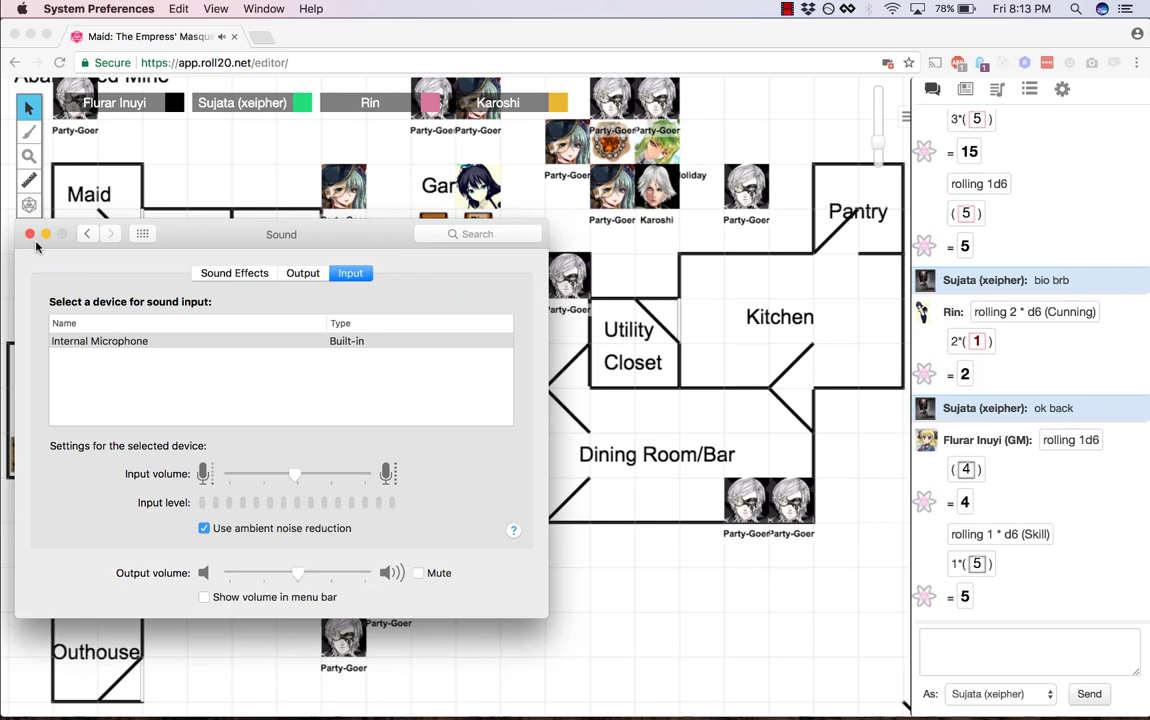 System Preferences Edit View Window Help
78% Fri 8:13 PM
Maid: The Empress' Masque
Secure https://app.roll20.net/editor/
Flurar Inuyi Sujata (xeipher) Rin Karoshi
Party-Goer
Party-Goer
Party-Goer
Party-Goer
Maid
Gar
Karoshi
Party-Goer
Party-Goer
Pantry
Kitchen
Utility
Closet
Dining Room/Bar
Party-Goer
Outhouse
Party-Goer
Party-Goer
Sound
Search
Sound Effects Output Input
Select a device for sound input:
Name Type
Internal Microphone Built-in
Settings for the selected device:
Input volume:
Input level:
Use ambient noise reduction
?
Output volume: Mute
Show volume in menu bar
3*( 5 )
= 15
rolling 1d6
( 5 )
= 5
Sujata (xeipher): bio brb
Rin: rolling 2 * d6 (Cunning)
2*( 1 )
= 2
Sujata (xeipher): ok back
Flurar Inuyi (GM): rolling 1d6
( 4 )
= 4
rolling 1 * d6 (Skill)
1*( 5 )
= 5
As: Sujata (xeipher) Send